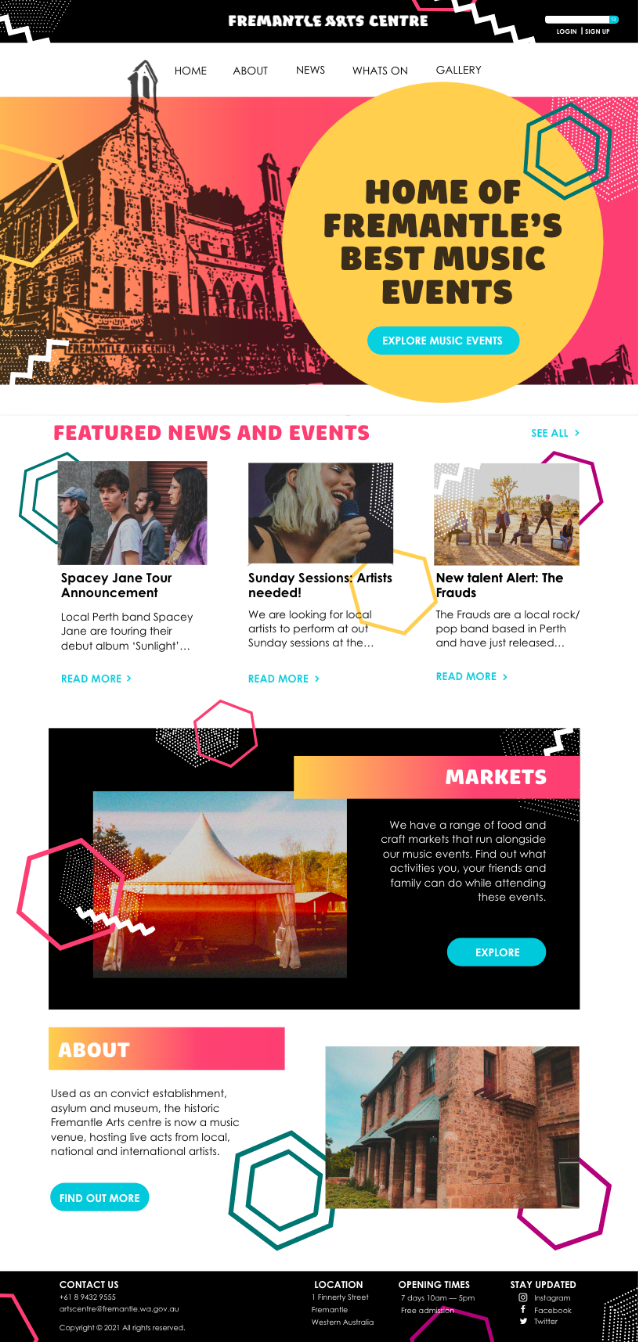 FREMANTLE ARTS CENTRE
LOGIN | SIGN UP
HOME ABOUT NEWS WHATS ON GALLERY
HOME OF
FREMANTLE'S
BEST MUSIC
EVENTS
EXPLORE MUSIC EVENTS
FREMANTLE ARTS CENTRE
FEATURED NEWS AND EVENTS
SEE ALL >
Spacey Jane Tour
Announcement
Local Perth band Spacey
Jane are touring their
debut album ‘Sunlight’...
READ MORE >
Sunday Sessions: Artists
needed!
We are looking for local
artists to perform at out
Sunday sessions at the...
READ MORE >
New talent Alert: The
Frauds
The Frauds are a local rock/
pop band based in Perth
and have just released...
READ MORE >
MARKETS
We have a range of food and
craft markets that run alongside
our music events. Find out what
activities you, your friends and
family can do while attending
these events.
EXPLORE
ABOUT
Used as an convict establishment,
asylum and museum, the historic
Fremantle Arts centre is now a music
venue, hosting live acts from local,
national and international artists.
FIND OUT MORE
CONTACT US
+61 8 9432 9555
artscentre@fremantle.wa.gov.au
Copyright © 2021 All rights reserved.
LOCATION
1 Finnerty Street
Fremantle
Western Australia
OPENING TIMES
7 days 10am — 5pm
Free admission
STAY UPDATED
Instagram
Facebook
Twitter